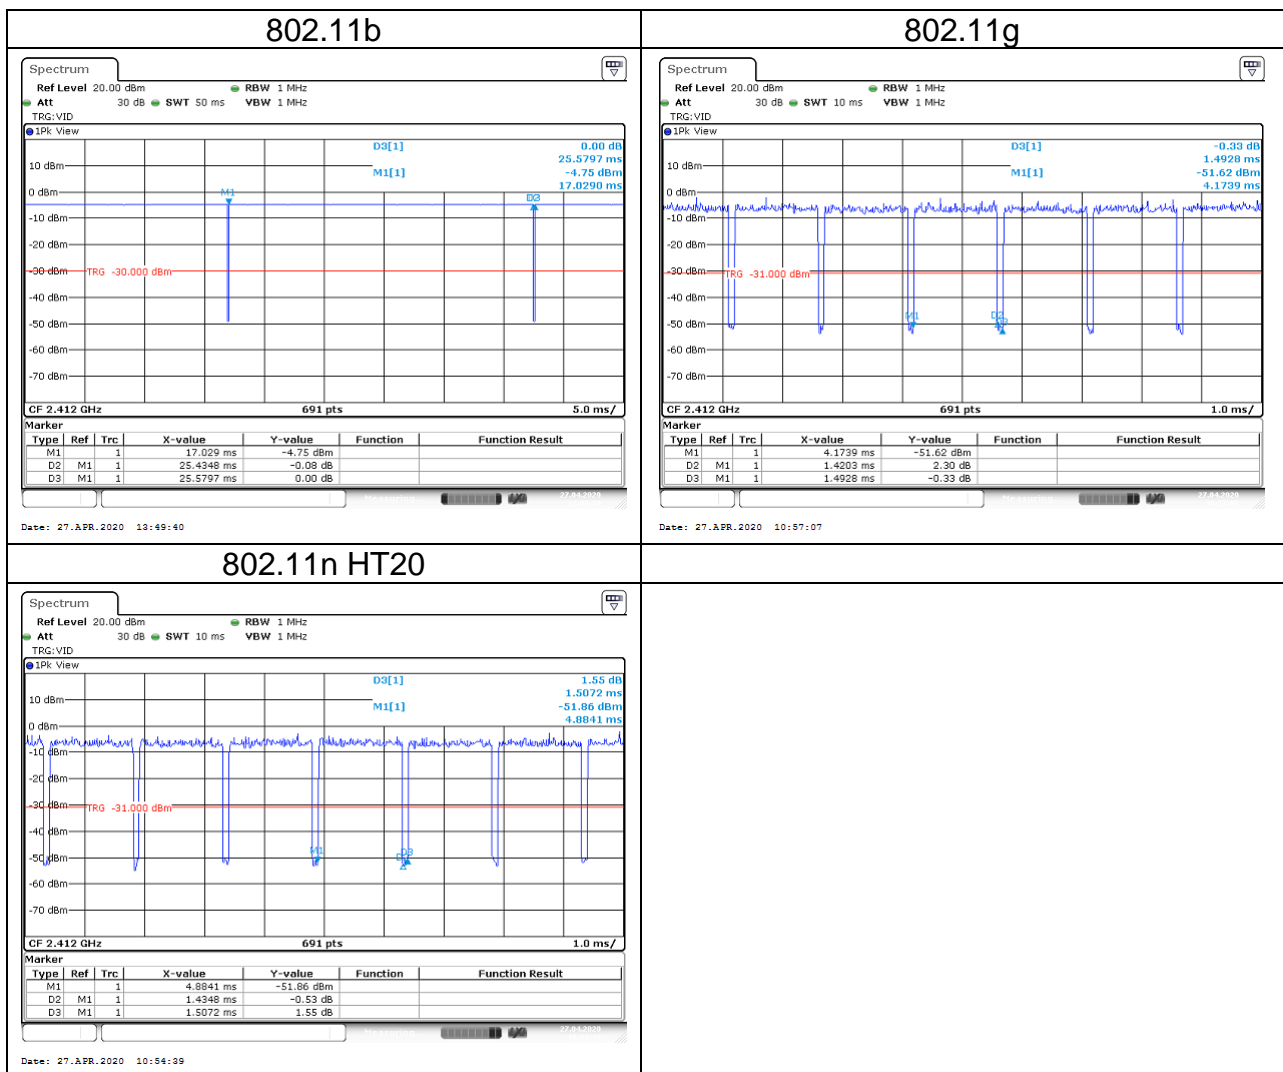 802.11b
Spectrum
Ref Level 20.00 dBm RBW 1 MHz
Att 30 dB SWT 50 ms VBW 1 MHz
TRG:VID
1Pk View
D3[1] 0.00 dB
25.5797 ms
M1[1] -4.75 dBm
17.0290 ms
10 dBm
0 dBm
M1
D3
-10 dBm
-20 dBm
-30 dBm
TRG -30.000 dBm
-40 dBm
-50 dBm
-60 dBm
-70 dBm
CF 2.412 GHz 691 pts 5.0 ms/
Marker
Type Ref Trc X-value Y-value Function Function Result
M1 1 17.029 ms -4.75 dBm
D2 M1 1 25.4348 ms -0.08 dB
D3 M1 1 25.5797 ms 0.00 dB
Measuring... 27.04.2020
Date: 27.APR.2020 13:49:40
802.11g
Spectrum
Ref Level 20.00 dBm RBW 1 MHz
Att 30 dB SWT 10 ms VBW 1 MHz
TRG:VID
1Pk View
D3[1] -0.33 dB
1.4928 ms
M1[1] -51.62 dBm
4.1739 ms
10 dBm
0 dBm
-10 dBm
-20 dBm
-30 dBm
TRG -31.000 dBm
-40 dBm
-50 dBm
M1
D2
-60 dBm
-70 dBm
CF 2.412 GHz 691 pts 1.0 ms/
Marker
Type Ref Trc X-value Y-value Function Function Result
M1 1 4.1739 ms -51.62 dBm
D2 M1 1 1.4203 ms 2.30 dB
D3 M1 1 1.4928 ms -0.33 dB
Measuring... 27.04.2020
Date: 27.APR.2020 10:57:07
802.11n HT20
Spectrum
Ref Level 20.00 dBm RBW 1 MHz
Att 30 dB SWT 10 ms VBW 1 MHz
TRG:VID
1Pk View
D3[1] 1.55 dB
1.5072 ms
M1[1] -51.86 dBm
4.8841 ms
10 dBm
0 dBm
-10 dBm
-20 dBm
-30 dBm
TRG -31.000 dBm
-40 dBm
-50 dBm
M1
D3
-60 dBm
-70 dBm
CF 2.412 GHz 691 pts 1.0 ms/
Marker
Type Ref Trc X-value Y-value Function Function Result
M1 1 4.8841 ms -51.86 dBm
D2 M1 1 1.4348 ms -0.53 dB
D3 M1 1 1.5072 ms 1.55 dB
Measuring... 27.04.2020
Date: 27.APR.2020 10:54:39